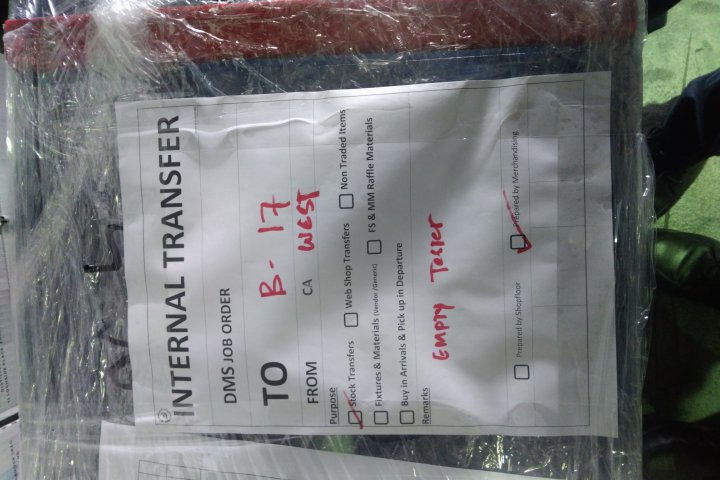 INTERNAL TRANSFER
DMS JOB ORDER
TO B-17
FROM CA WEST
Purpose
Stock Transfers Web Shop Transfers Non Traded Items
Fixtures & Materials (Vendor /Generic) FS & MM Raffle Materials
Buy in Arrivals & Pick up in Departure
Remarks
Empty Tester
Prepared by Shopfloor Prepared by Merchandising